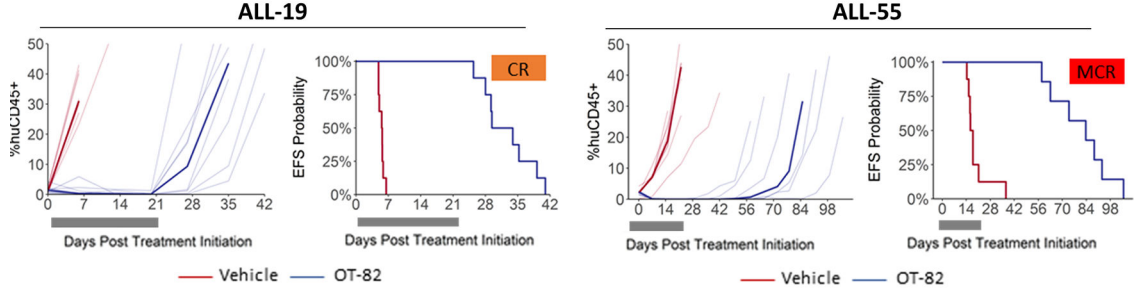 ALL-19
ALL-55
50
40
30
20
10
0
%huCD45+
0 7 14 21 28 35 42
Days Post Treatment Initiation
100%
75%
50%
25%
0%
EFS Probability
CR
0 7 14 21 28 35 42
Vehicle OT-82
50
40
30
20
10
0
%huCD45+
0 14 28 42 56 70 84 98
Days Post Treatment Initiation
100%
75%
50%
25%
0%
EFS Probability
MCR
0 14 28 42 56 70 84 98
Days Post Treatment Initiation
Vehicle OT-82